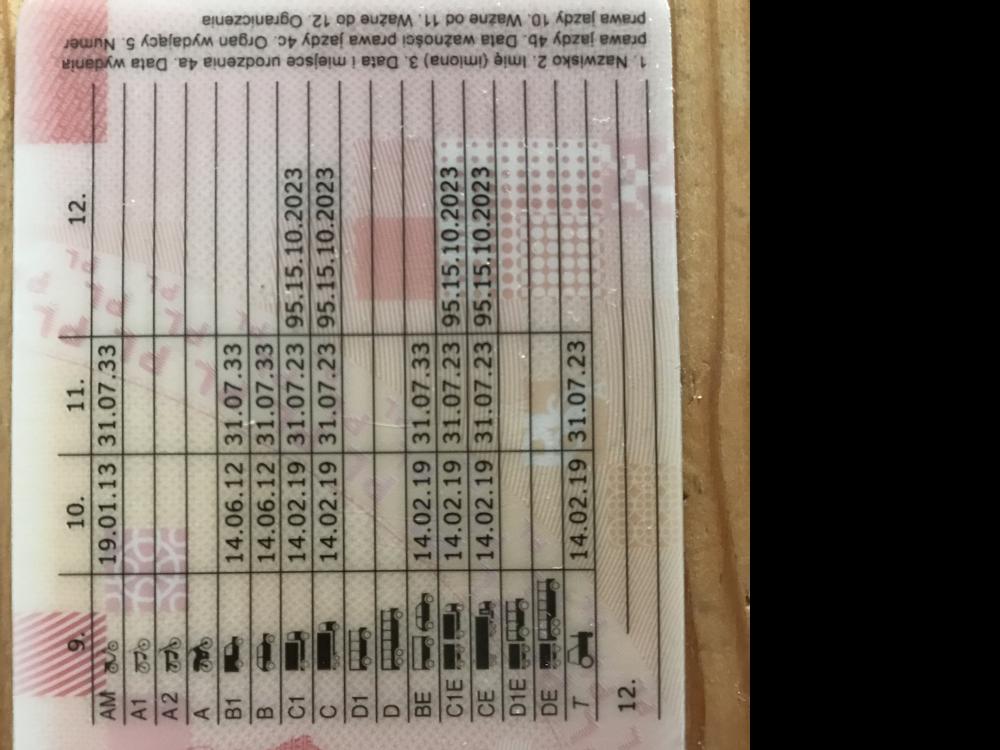 9. 10. 11. 12.
AM 19.01.13 31.07.33
A1
A2
A
B1 14.06.12 31.07.33
B 14.06.12 31.07.33
C1 14.02.19 31.07.23 95.15.10.2023
C 14.02.19 31.07.23 95.15.10.2023
D1
D
BE 14.02.19 31.07.33
C1E 14.02.19 31.07.23 95.15.10.2023
CE 14.02.19 31.07.23 95.15.10.2023
D1E
DE
T 14.02.19 31.07.23
12.
1. Nazwisko 2. Imię (imiona) 3. Data i miejsce urodzenia 4a. Data wydania
prawa jazdy 4b. Data ważności prawa jazdy 4c. Organ wydający 5. Numer
prawa jazdy 10. Ważne od 11. Ważne do 12. Ograniczenia